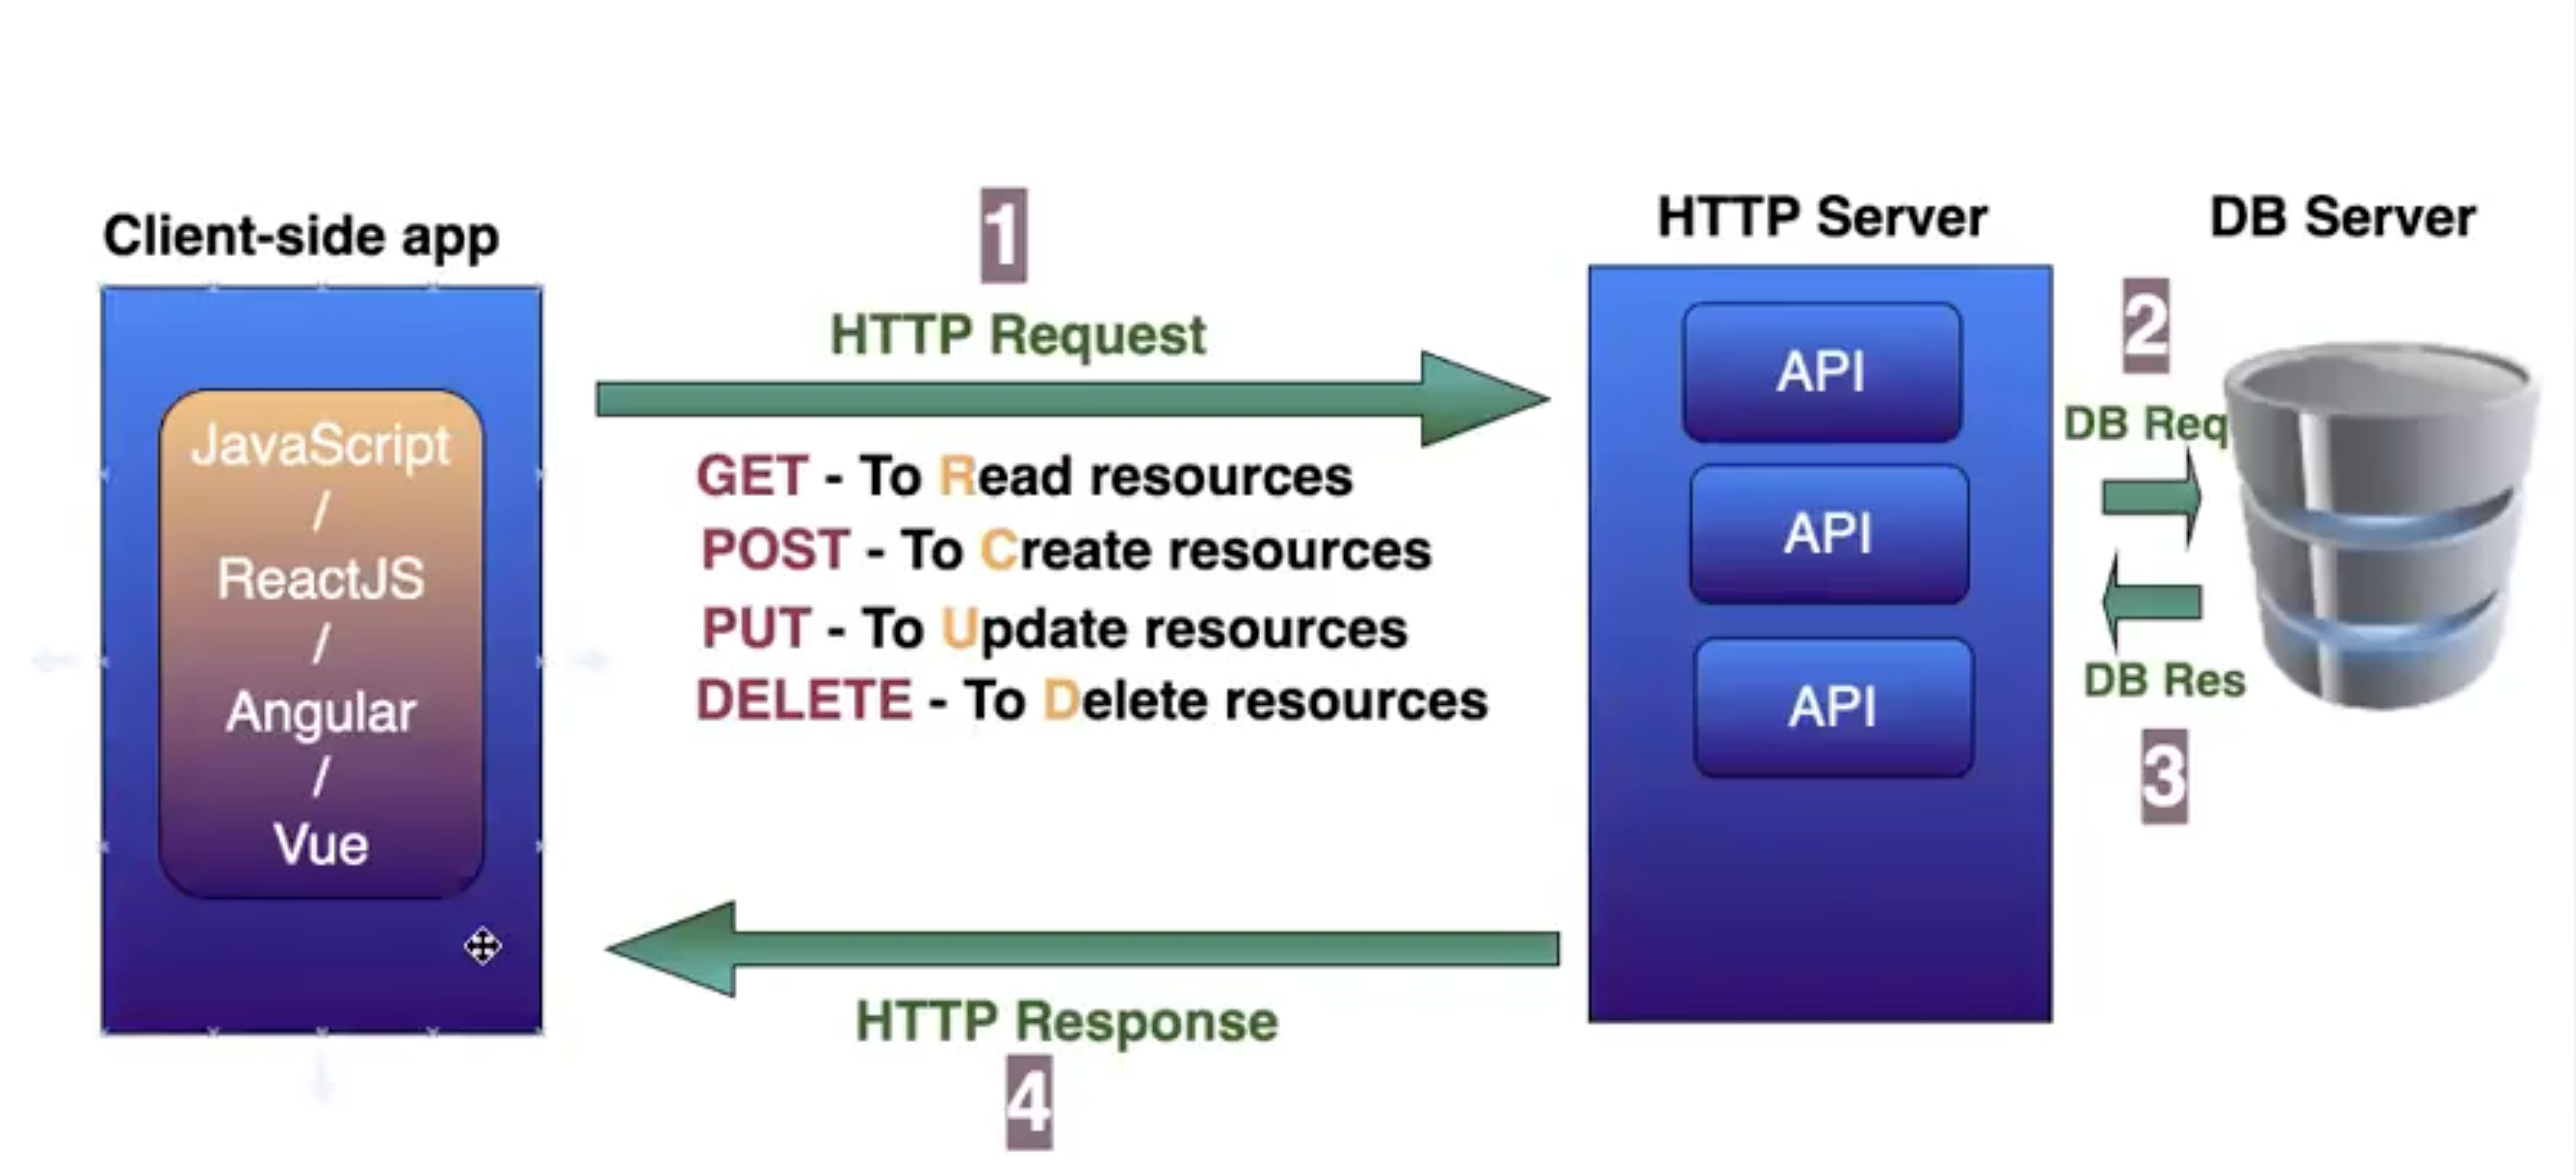 Client-side app
JavaScript
/
ReactJS
/
Angular
/
Vue
1
HTTP Request
GET - To Read resources
POST - To Create resources
PUT - To Update resources
DELETE - To Delete resources
HTTP Response
4
HTTP Server
API
API
API
DB Server
2
DB Req
DB Res
3